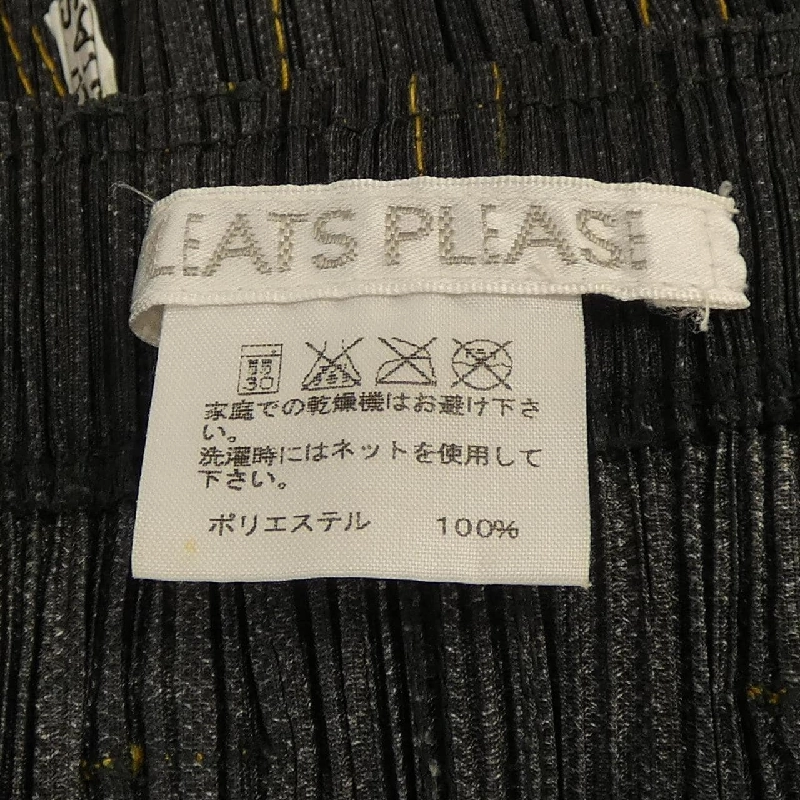 LEATS PLEASE
弱
30
家庭での乾燥機はお避け下さ
い。
洗濯時にはネットを使用して
下さい。
ポリエステル 100%